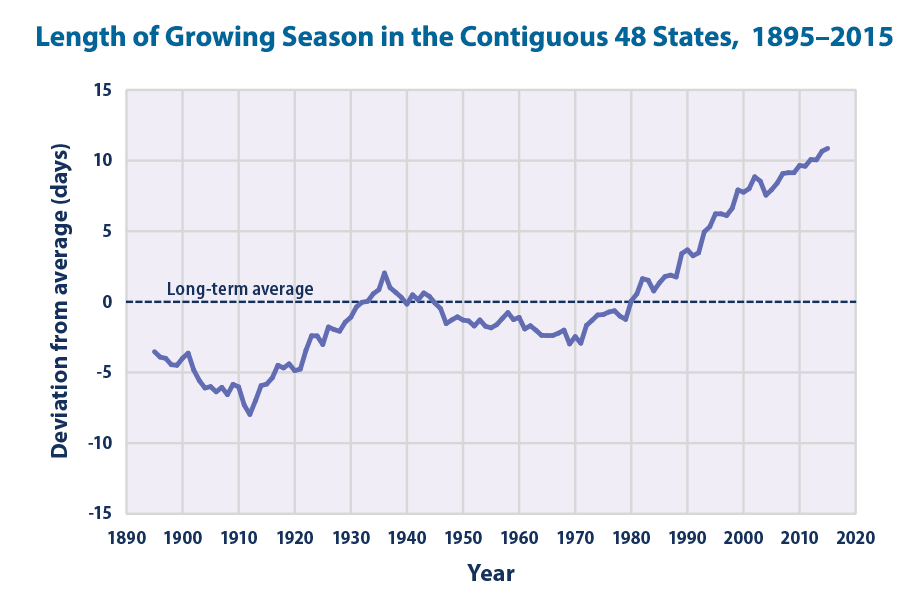 Length of Growing Season in the Contiguous 48 States, 1895–2015
15
10
5
0
-5
-10
-15
Deviation from average (days)
Long-term average
1890 1900 1910 1920 1930 1940 1950 1960 1970 1980 1990 2000 2010 2020
Year